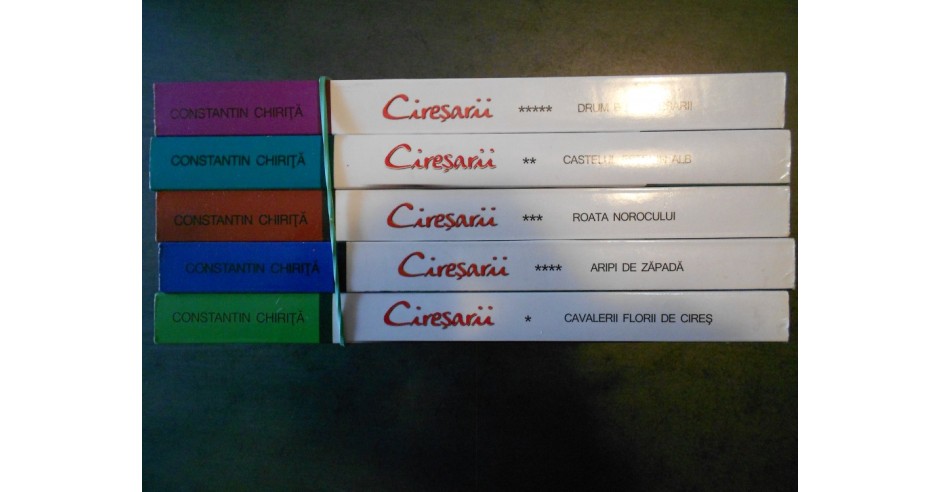 CONSTANTIN CHIRIȚĂ Cireșarii ***** DRUM
CONSTANTIN CHIRIȚĂ Cireșarii ** CASTELUL ALB
CONSTANTIN CHIRIȚĂ Cireșarii *** ROATA NOROCULUI
CONSTANTIN CHIRIȚĂ Cireșarii **** ARIPI DE ZĂPADĂ
CONSTANTIN CHIRIȚĂ Cireșarii * CAVALERII FLORII DE CIREȘ